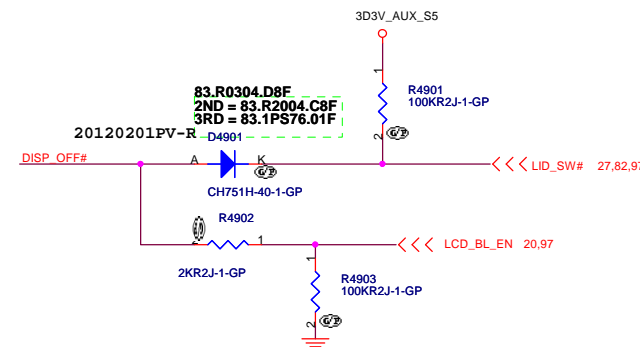 3D3V_AUX_S5
1
R4901
100KR2J-1-GP
2
G/P
83.R0304.D8F
2ND = 83.R2004.C8F
3RD = 83.1PS76.01F
20120201PV-R
D4901
DISP_OFF#
A
K
G/P
CH751H-40-1-GP
LID_SW# 27,82,97
R4902
G/P
2
1
2KR2J-1-GP
LCD_BL_EN 20,97
1
R4903
100KR2J-1-GP
2
G/P